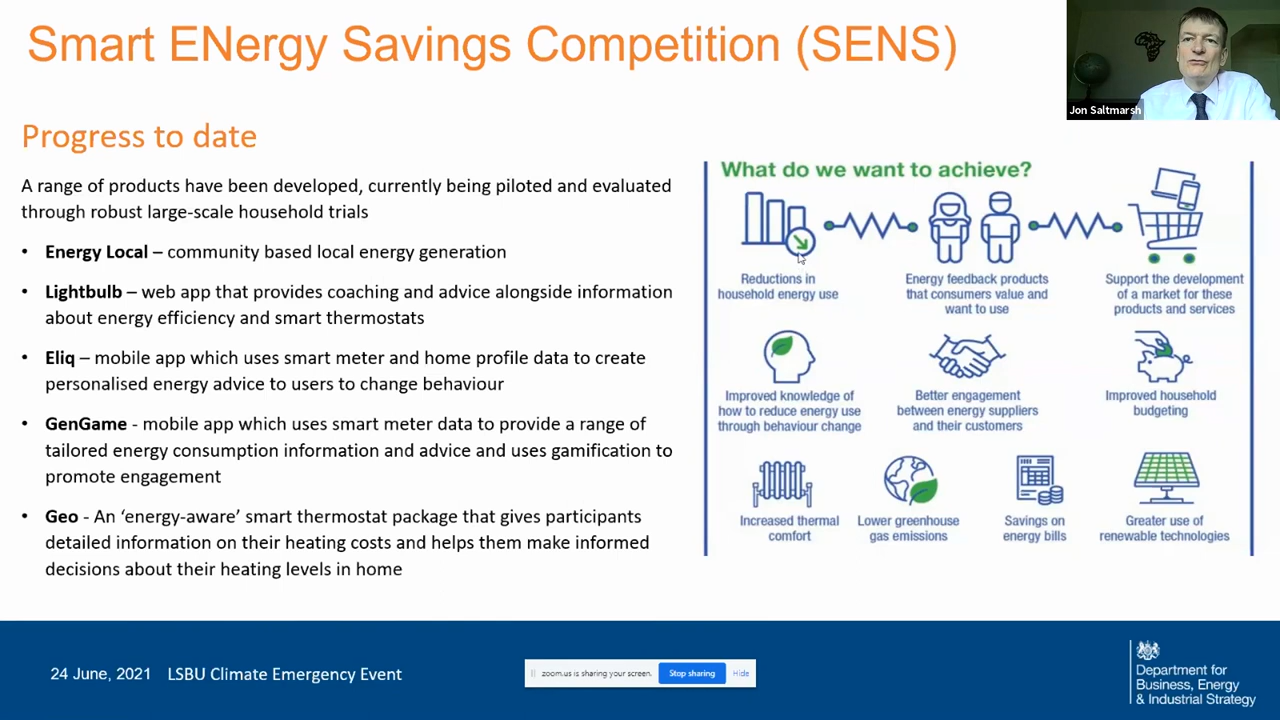 Smart ENergy Savings Competition (SENS)
Jon Saltmarsh
Progress to date
A range of products have been developed, currently being piloted and evaluated
through robust large-scale household trials
• Energy Local – community based local energy generation
• Lightbulb – web app that provides coaching and advice alongside information
about energy efficiency and smart thermostats
• Eliq – mobile app which uses smart meter and home profile data to create
personalised energy advice to users to change behaviour
• GenGame - mobile app which uses smart meter data to provide a range of
tailored energy consumption information and advice and uses gamification to
promote engagement
• Geo - An ‘energy-aware’ smart thermostat package that gives participants
detailed information on their heating costs and helps them make informed
decisions about their heating levels in home
What do we want to achieve?
Reductions in
household energy use
Energy feedback products
that consumers value and
want to use
Support the development
of a market for these
products and services
Improved knowledge of
how to reduce energy use
through behaviour change
Better engagement
between energy suppliers
and their customers
Improved household
budgeting
Increased thermal
comfort
Lower greenhouse
gas emissions
Savings on
energy bills
Greater use of
renewable technologies
24 June, 2021 LSBU Climate Emergency Event
zoom.us is sharing your screen.
Stop sharing
Hide
Department for
Business, Energy
& Industrial Strategy